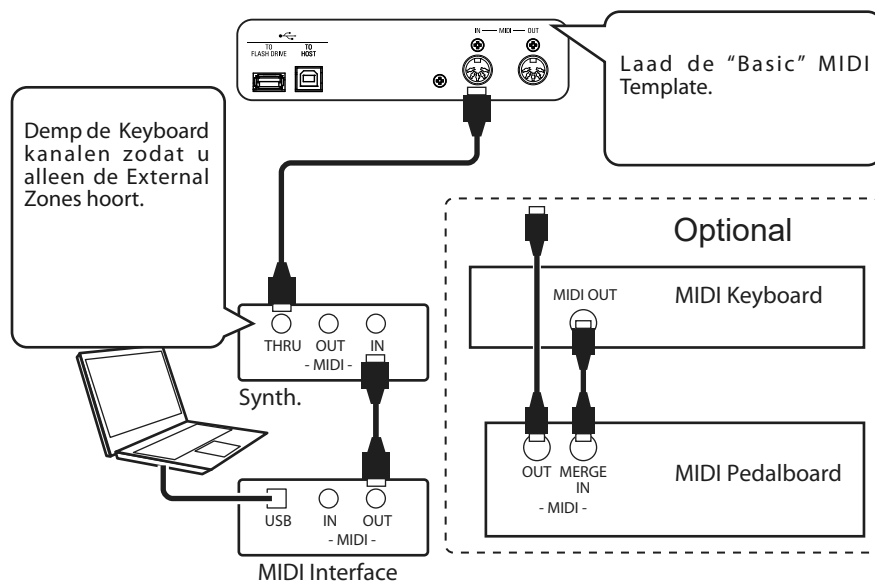 TO
FLASH DRIVE
TO
HOST
IN MIDI OUT
Laad de “Basic” MIDI
Template.
Demp de Keyboard
kanalen zodat u
alleen de External
Zones hoort.
Optional
MIDI OUT
MIDI Keyboard
THRU OUT IN
- MIDI -
Synth.
OUT MERGE
IN
- MIDI -
MIDI Pedalboard
USB IN OUT
- MIDI -
MIDI Interface